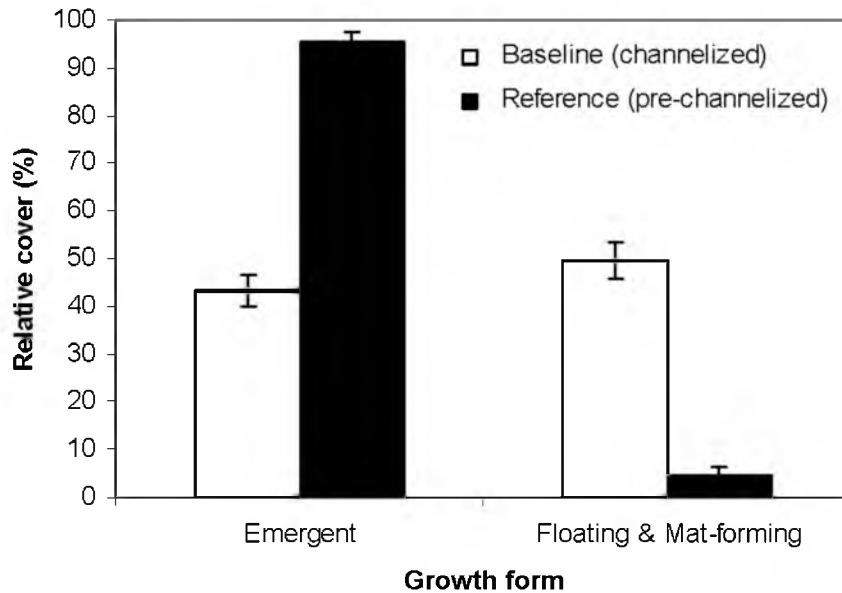 Relative cover (%)
100
90
80
70
60
50
40
30
20
10
0
Baseline (channelized)
Reference (pre-channelized)
Emergent
Floating & Mat-forming
Growth form